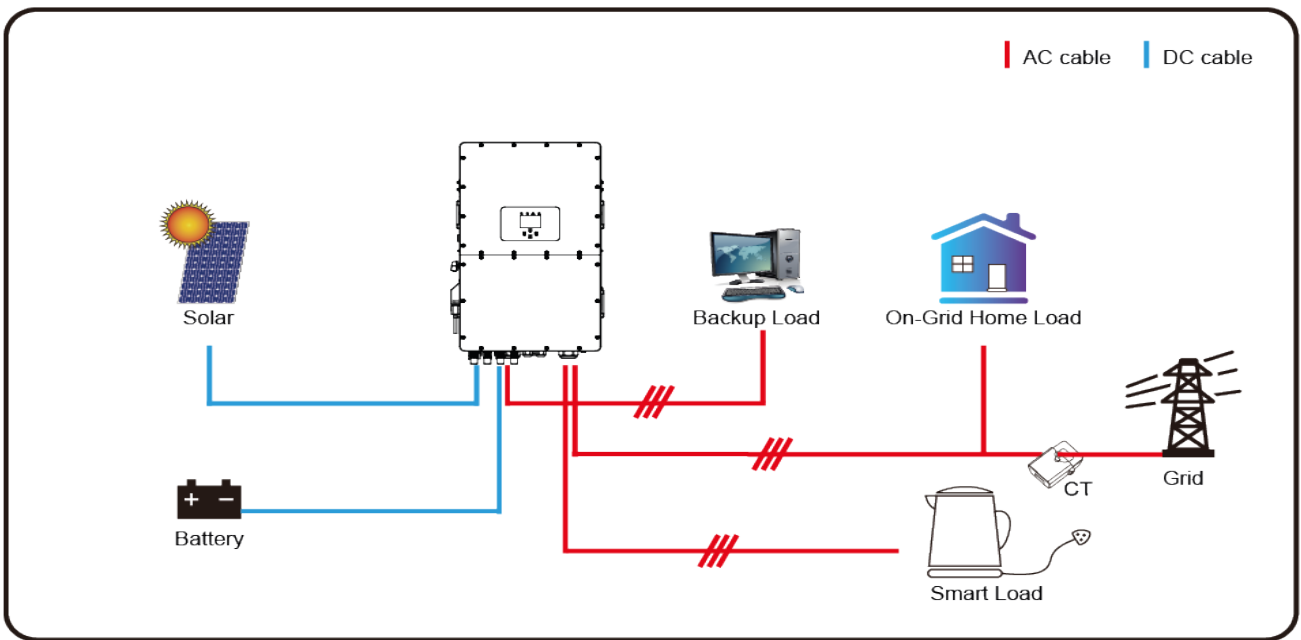 AC cable
DC cable
Solar
Backup Load
On-Grid Home Load
CT
Grid
Battery
Smart Load